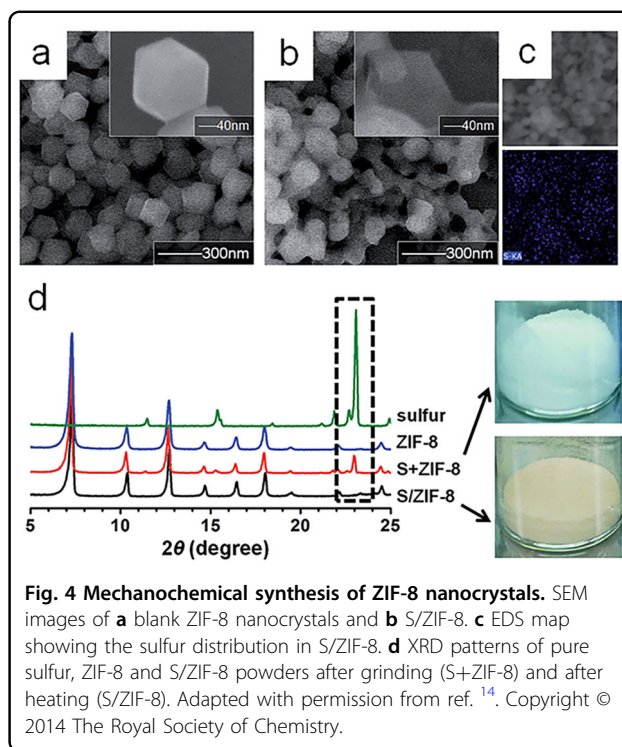 a
b
c
40nm
40nm
300nm
300nm
S-KA
d
sulfur
ZIF-8
S+ZIF-8
S/ZIF-8
5 10 15 20 25
2θ (degree)
Fig. 4 Mechanochemical synthesis of ZIF-8 nanocrystals. SEM
images of a blank ZIF-8 nanocrystals and b S/ZIF-8. c EDS map
showing the sulfur distribution in S/ZIF-8. d XRD patterns of pure
sulfur, ZIF-8 and S/ZIF-8 powders after grinding (S+ZIF-8) and after
heating (S/ZIF-8). Adapted with permission from ref. 14. Copyright ©
2014 The Royal Society of Chemistry.